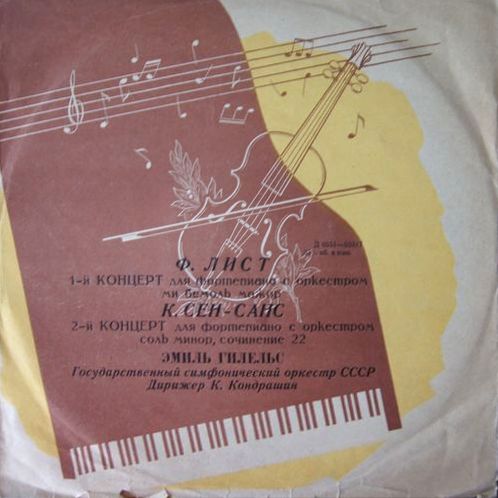 Ф. ЛИСТ
1-й КОНЦЕРТ для фортепиано с оркестром
ми бемоль мажор
К. СЕН-САНС
2-й КОНЦЕРТ для фортепиано с оркестром
соль минор, сочинение 22
ЭМИЛЬ ГИЛЕЛЬС
Государственный симфонический оркестр СССР
Дирижер К. Кондрашин